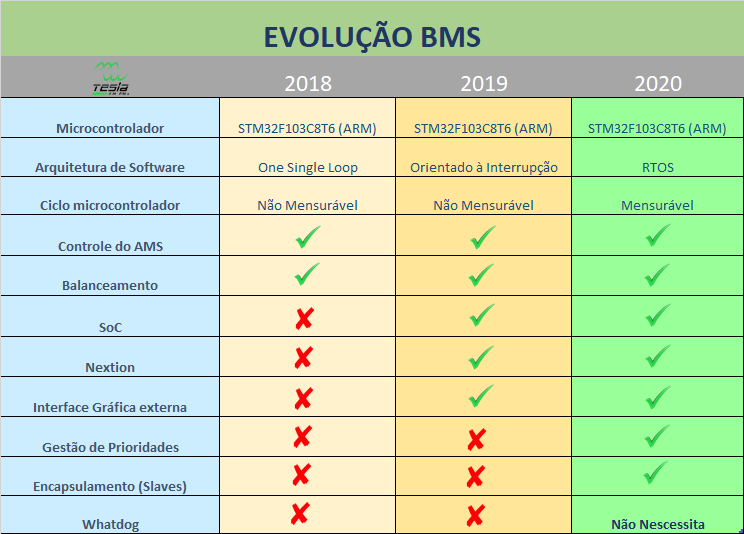 EVOLUÇÃO BMS
TESLA 2018 2019 2020
Microcontrolador STM32F103C8T6 (ARM) STM32F103C8T6 (ARM) STM32F103C8T6 (ARM)
Arquitetura de Software One Single Loop Orientado à Interrupção RTOS
Ciclo microcontrolador Não Mensurável Não Mensurável Mensurável
Controle do AMS
Balanceamento
SoC
Nextion
Interface Gráfica externa
Gestão de Prioridades
Encapsulamento (Slaves)
Whatdog Não Nescessita